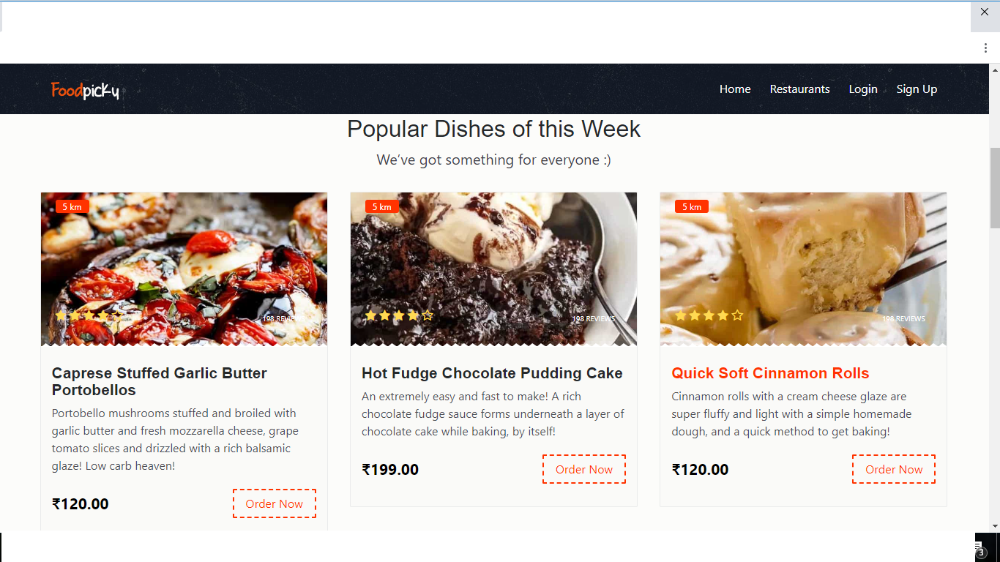 Foodpicky
Home Restaurants Login Sign Up
Popular Dishes of this Week
We've got something for everyone :)
5 km
198 REVIEWS
Caprese Stuffed Garlic Butter
Portobellos
Portobello mushrooms stuffed and broiled with
garlic butter and fresh mozzarella cheese, grape
tomato slices and drizzled with a rich balsamic
glaze! Low carb heaven!
₹120.00
Order Now
5 km
198 REVIEWS
Hot Fudge Chocolate Pudding Cake
An extremely easy and fast to make! A rich
chocolate fudge sauce forms underneath a layer of
chocolate cake while baking, by itself!
₹199.00
Order Now
5 km
198 REVIEWS
Quick Soft Cinnamon Rolls
Cinnamon rolls with a cream cheese glaze are
super fluffy and light with a simple homemade
dough, and a quick method to get baking!
₹120.00
Order Now
3